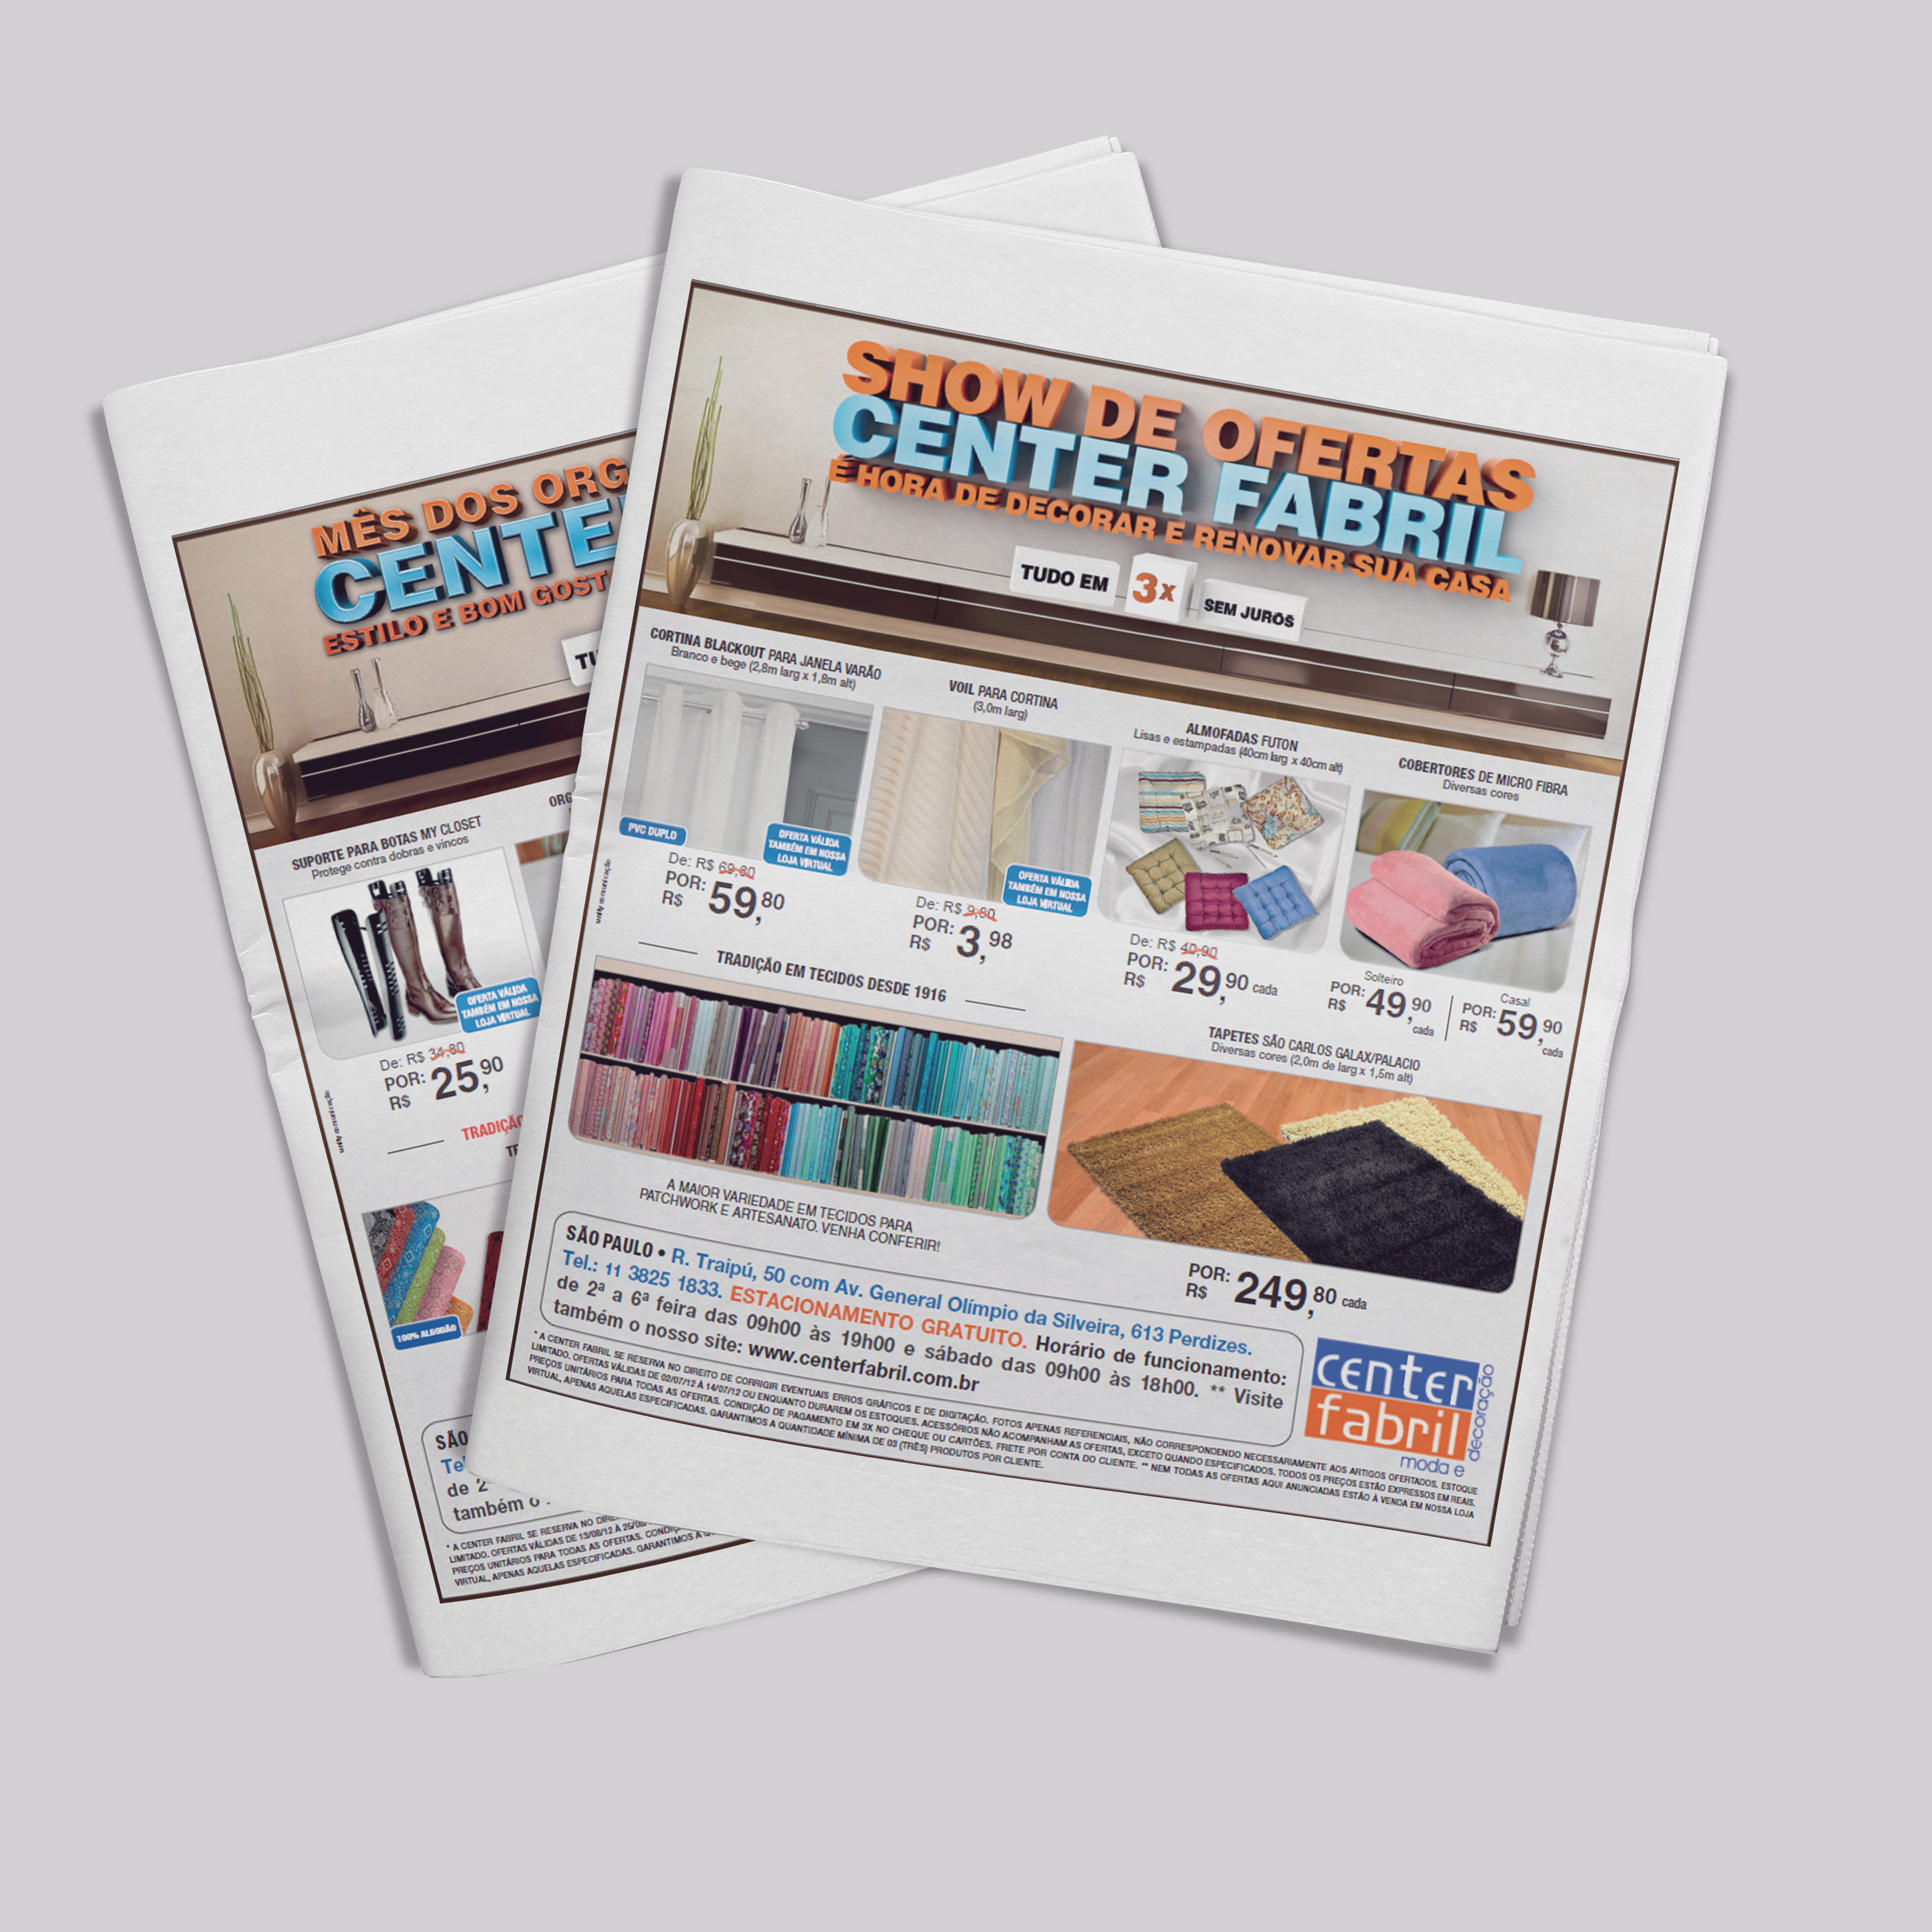 SHOW DE OFERTAS
CENTER FABRIL
É HORA DE DECORAR E RENOVAR SUA CASA
TUDO EM 3x SEM JUROS
CORTINA BLACKOUT PARA JANELA VARÃO
Branco e bege (2,8m larg x 1,8m alt)
PVC DUPLO
OFERTA VÁLIDA
TAMBÉM EM NOSSA
LOJA VIRTUAL
De: R$ 69,80
POR:
R$ 59,80
VOIL PARA CORTINA
(3,0m larg)
OFERTA VÁLIDA
TAMBÉM EM NOSSA
LOJA VIRTUAL
De: R$ 9,80
POR:
R$ 3,98
ALMOFADAS FUTON
Lisas e estampadas (40cm larg x 40cm alt)
De: R$ 40,90
POR:
R$ 29,90 cada
COBERTORES DE MICRO FIBRA
Diversas cores
Solteiro
POR:
R$ 49,90
cada
Casal
POR:
R$ 59,90
cada
unity comunicação
TRADIÇÃO EM TECIDOS DESDE 1916
A MAIOR VARIEDADE EM TECIDOS PARA
PATCHWORK E ARTESANATO. VENHA CONFERIR!
TAPETES SÃO CARLOS GALAX/PALACIO
Diversas cores (2,0m de larg x 1,5m alt)
POR:
R$ 249,80 cada
SÃO PAULO • R. Traipú, 50 com Av. General Olímpio da Silveira, 613 Perdizes.
Tel.: 11 3825 1833. ESTACIONAMENTO GRATUITO. Horário de funcionamento:
de 2ª a 6ª feira das 09h00 às 19h00 e sábado das 09h00 às 18h00. ** Visite
também o nosso site: www.centerfabril.com.br
center
fabril
moda e
decoração
* A CENTER FABRIL SE RESERVA NO DIREITO DE CORRIGIR EVENTUAIS ERROS GRÁFICOS E DE DIGITAÇÃO. FOTOS APENAS REFERENCIAIS, NÃO CORRESPONDENDO NECESSARIAMENTE AOS ARTIGOS OFERTADOS. ESTOQUE
LIMITADO. OFERTAS VÁLIDAS DE 02/07/12 À 14/07/12 OU ENQUANTO DURAREM OS ESTOQUES. ACESSÓRIOS NÃO ACOMPANHAM AS OFERTAS, EXCETO QUANDO ESPECIFICADOS. TODOS OS PREÇOS ESTÃO EXPRESSOS EM REAIS.
PREÇOS UNITÁRIOS PARA TODAS AS OFERTAS. CONDIÇÃO DE PAGAMENTO EM 3X NO CHEQUE OU CARTÕES. FRETE POR CONTA DO CLIENTE. ** NEM TODAS AS OFERTAS AQUI ANUNCIADAS ESTÃO À VENDA EM NOSSA LOJA
VIRTUAL, APENAS AQUELAS ESPECIFICADAS. GARANTIMOS A QUANTIDADE MÍNIMA DE 03 (TRÊS) PRODUTOS POR CLIENTE.
MÊS DOS ORG
CENTE
ESTILO E BOM GOST
TU
SUPORTE PARA BOTAS MY CLOSET
Protege contra dobras e vincos
ORG
OFERTA VÁLIDA
TAMBÉM EM NOSSA
LOJA VIRTUAL
De: R$ 34,80
POR:
R$ 25,90
unity comunicação
TRADIÇÃO
100% ALGODÃO
SÃO
Te
de 2
também o
* A CENTER FABRIL SE RESERVA NO
LIMITADO. OFERTAS VÁLIDAS DE 13/08/12 À
PREÇOS UNITÁRIOS PARA TODAS AS OFERTAS.
VIRTUAL, APENAS AQUELAS ESPECIFICADAS. GARANTIMOS A